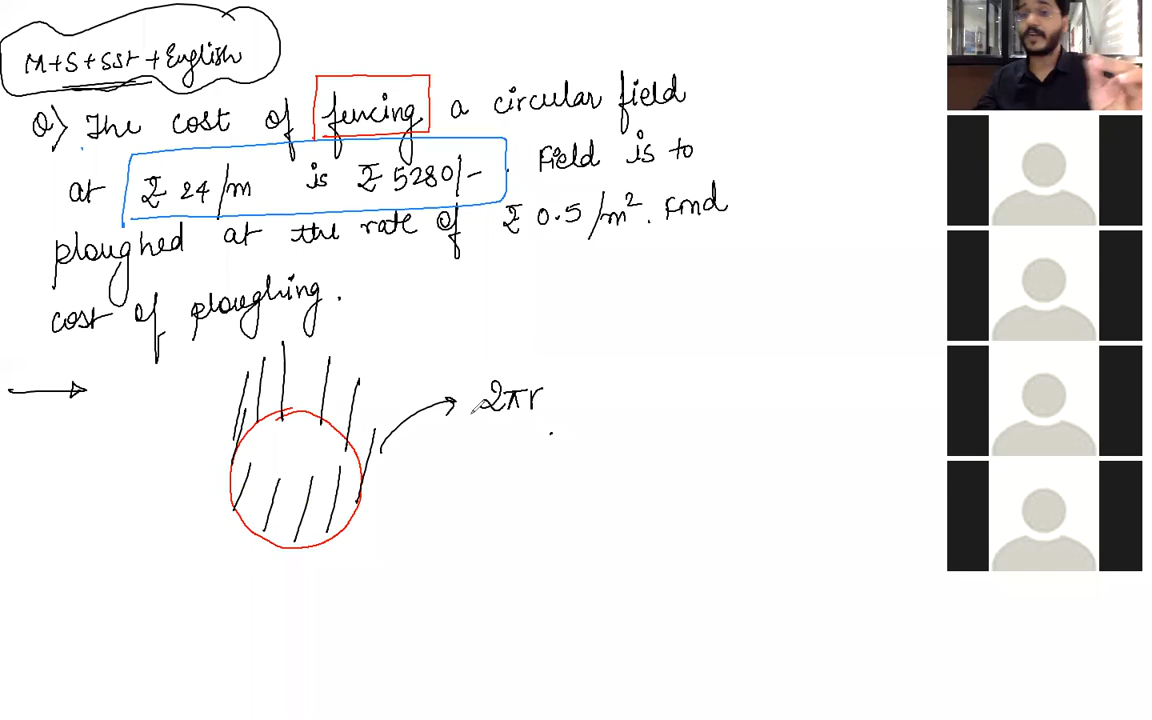 M+S+SST+English
Q) The cost of fencing a circular field
at ₹ 24/m is ₹ 5280/-. Field is to
ploughed at the rate of ₹ 0.5/m². Find
cost of ploughing.
2πr